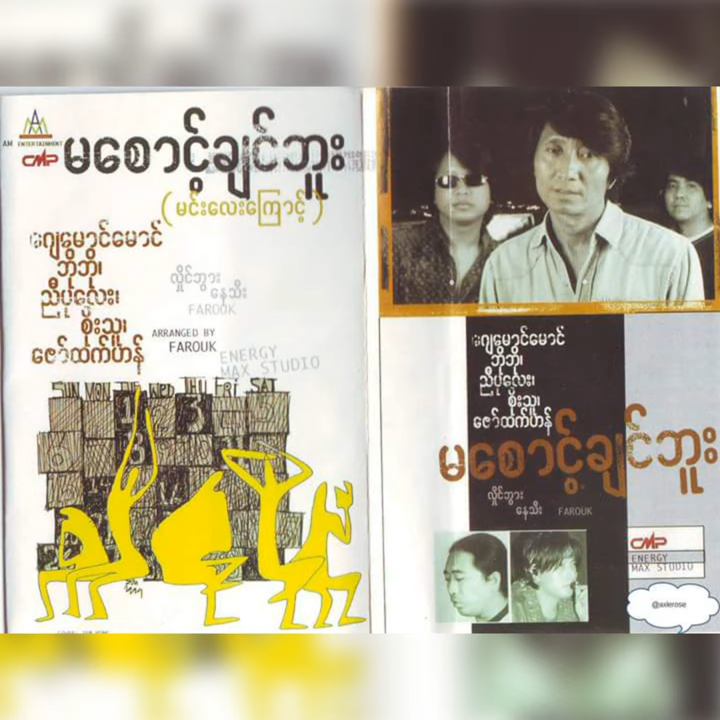 AM ENTERTAINMENT
CMP
မစောင့်ချင်ဘူး
(မင်းလေးကြောင့်)
ဂျေမောင်မောင်
ဘိုဘို၊
ညီပုလေး၊
စိုးသူ၊
ဇော်ထက်ဟန်
လှိုင်ဘွား
နေသီး
FAROOK
ARRANGED BY
FAROUK
ENERGY
MAX STUDIO
SUN MON TUE WED THU FRI SAT
ဂျေမောင်မောင်
ဘိုဘို၊
ညီပုလေး၊
စိုးသူ၊
ဇော်ထက်ဟန်
မစောင့်ချင်ဘူး
လှိုင်ဘွား
နေသီး FAROUK
CMP
ENERGY
MAX STUDIO
@axlerose